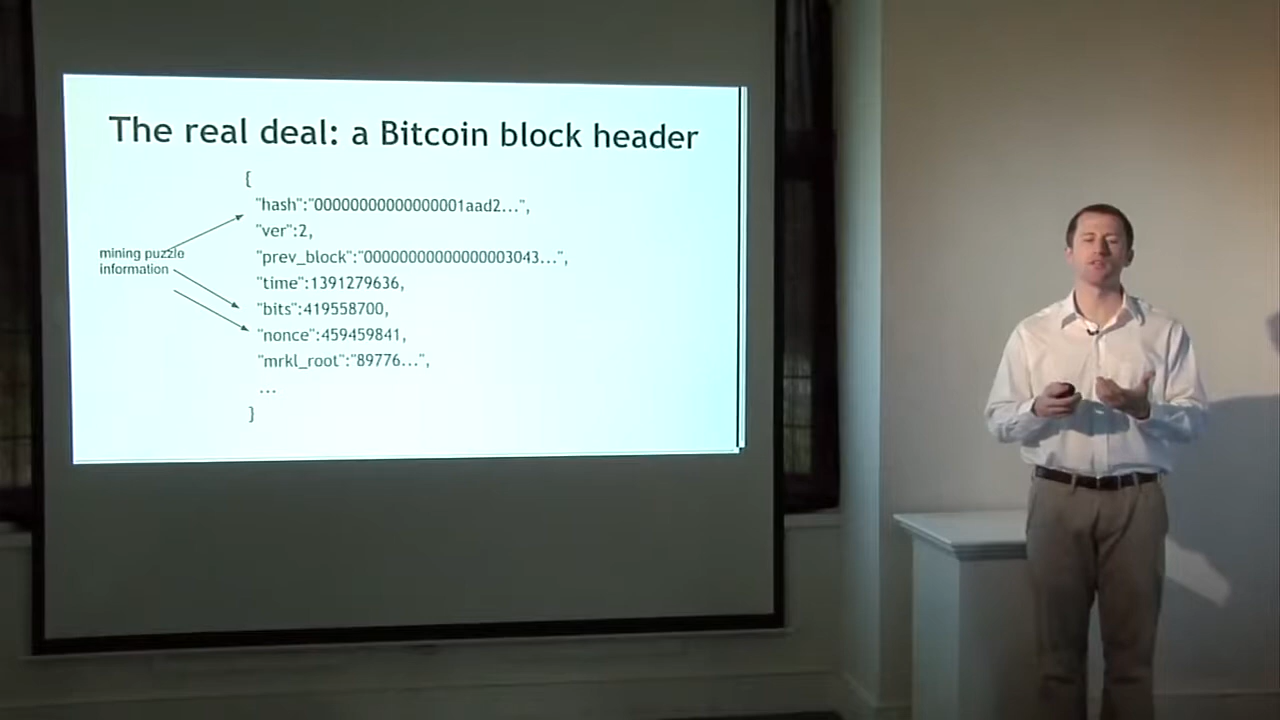 The real deal: a Bitcoin block header
{
"hash":"00000000000000001aad2...",
"ver":2,
"prev_block":"00000000000000003043...",
"time":1391279636,
mining puzzle
information
"bits":419558700,
"nonce":459459841,
"mrkl_root":"89776...",
...
}